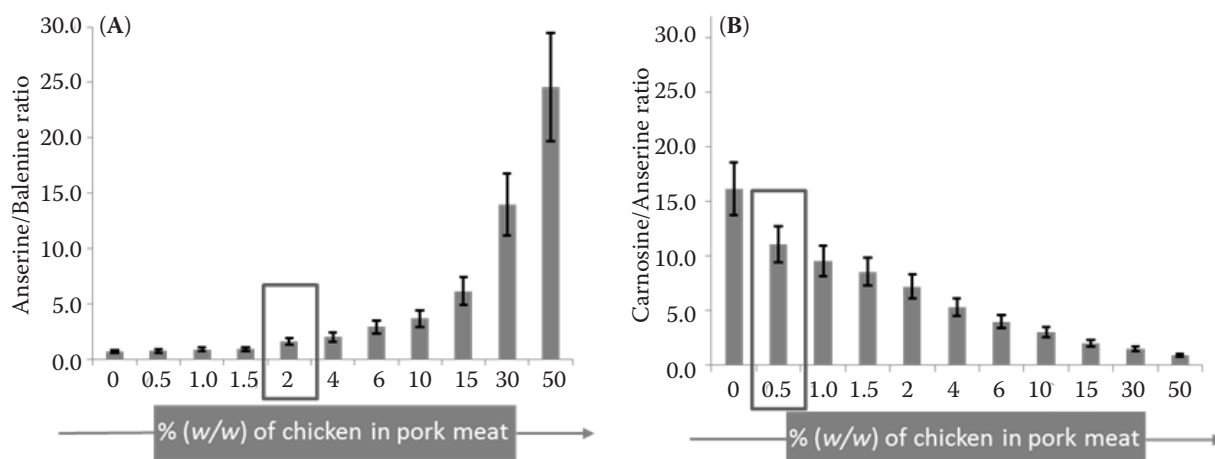 (A)
Anserine/Balenine ratio
30.0
25.0
20.0
15.0
10.0
5.0
0.0
0 0.5 1.0 1.5 2 4 6 10 15 30 50
% (w/w) of chicken in pork meat
(B)
Carnosine/Anserine ratio
30.0
25.0
20.0
15.0
10.0
5.0
0.0
0 0.5 1.0 1.5 2 4 6 10 15 30 50
% (w/w) of chicken in pork meat